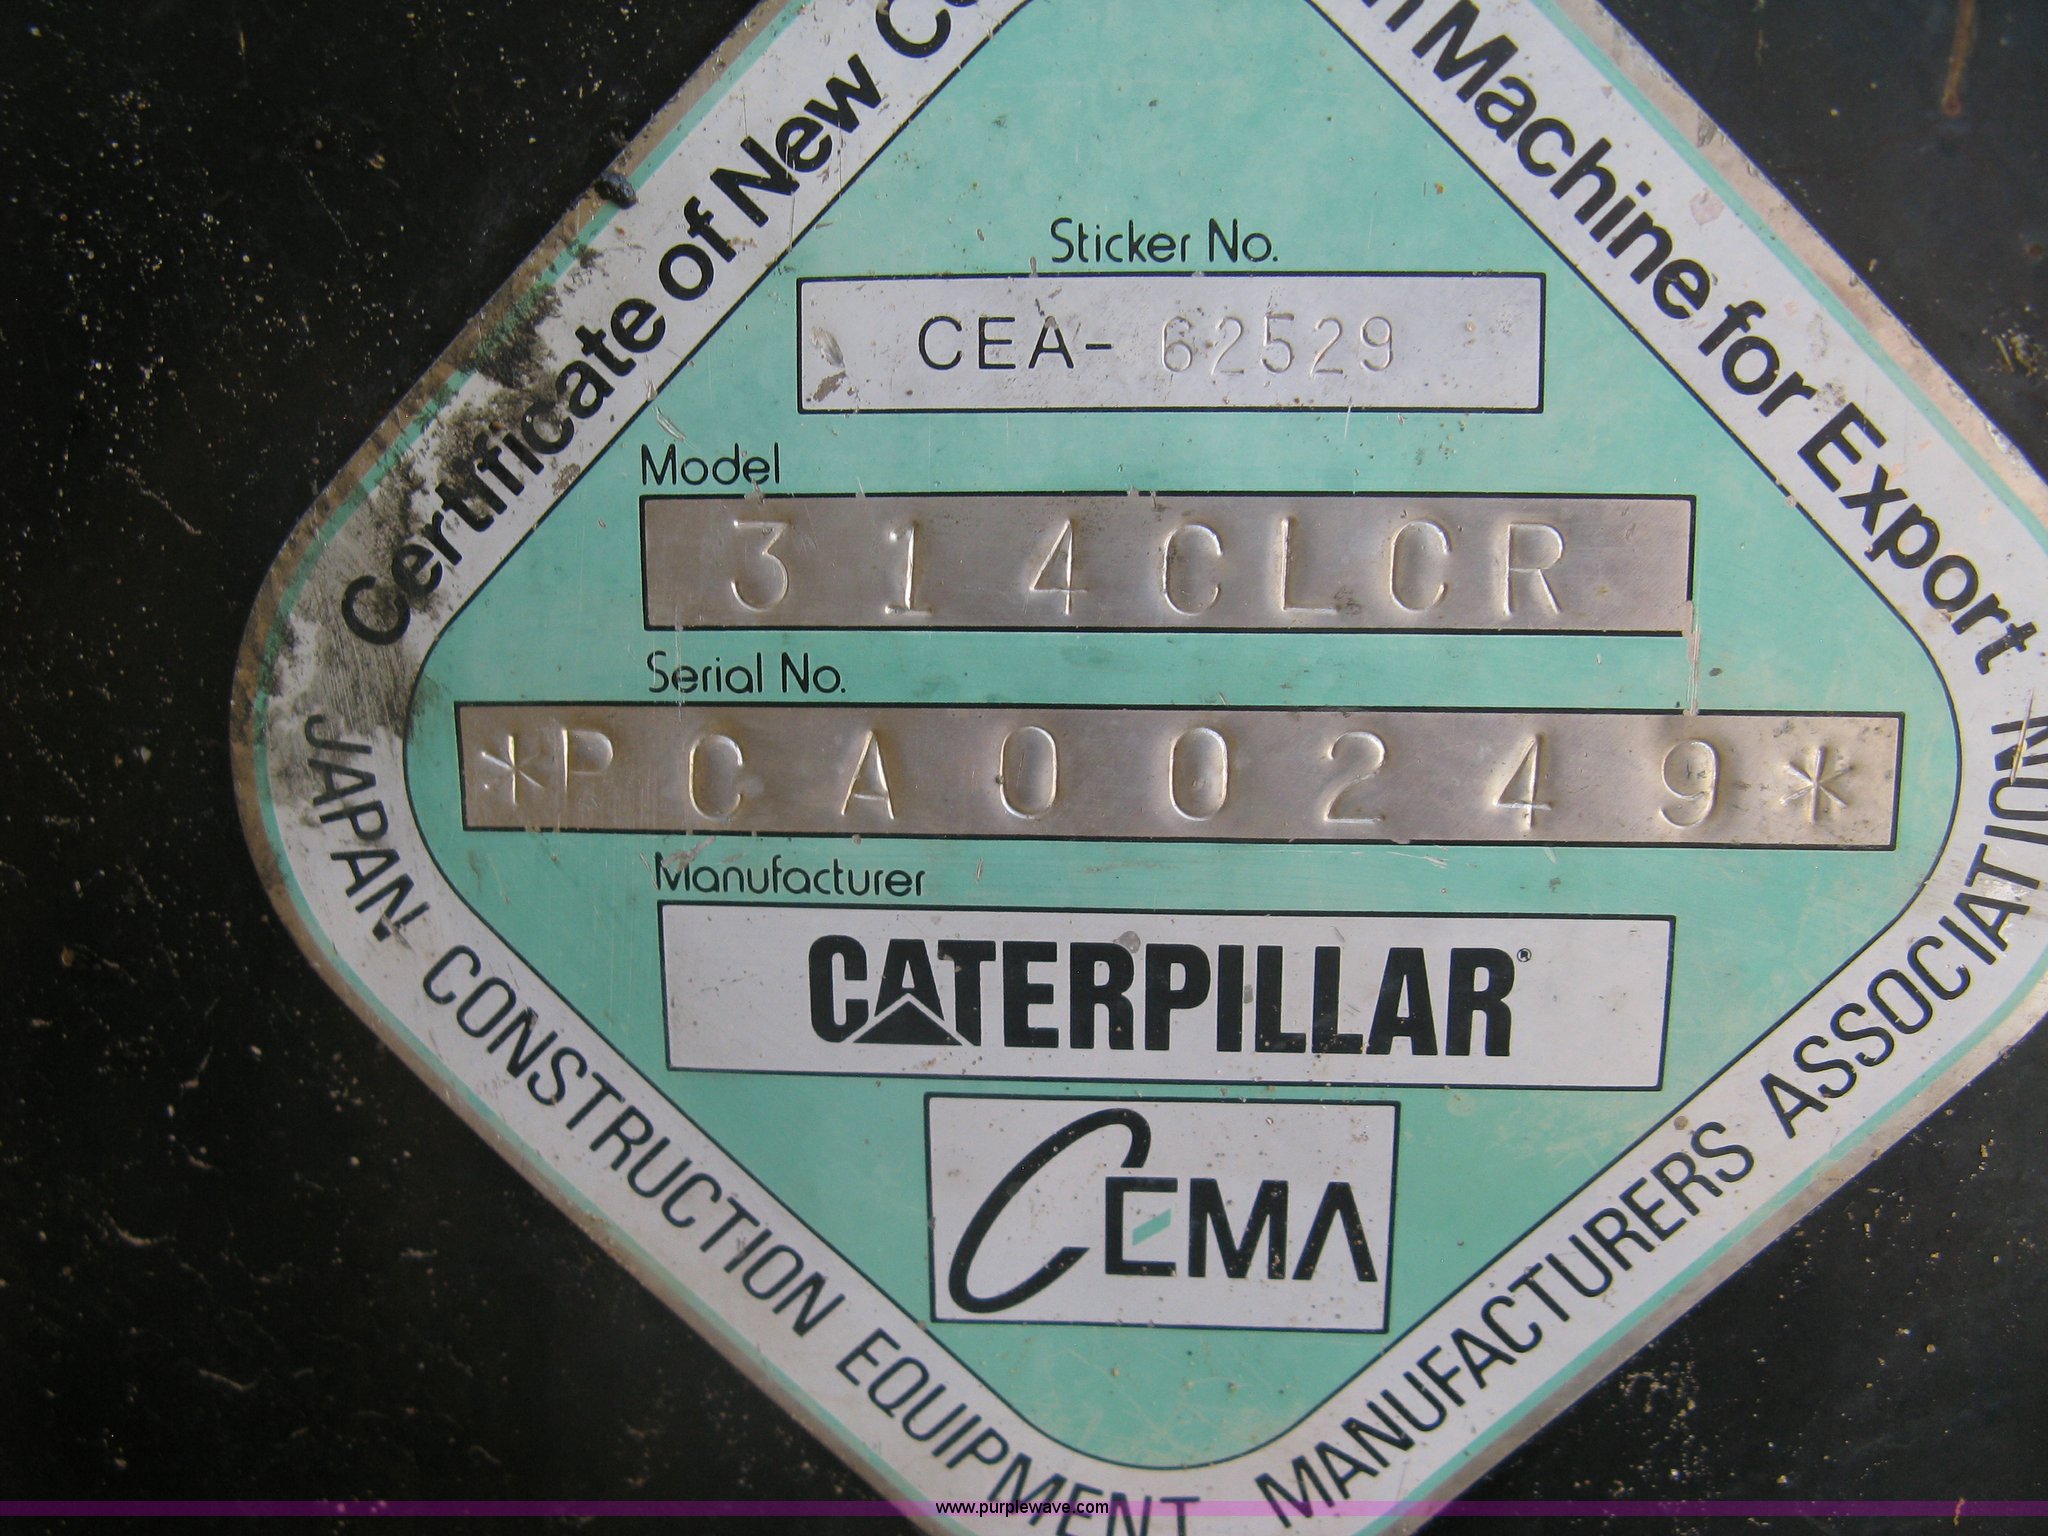 Certificate of New
Machine for Export
Sticker No.
CEA- 62529
Model
314CLCR
Serial No.
*PCA00249*
Manufacturer
CATERPILLAR®
CEMA
JAPAN CONSTRUCTION EQUIPMENT MANUFACTURERS ASSOCIATION
www.purplewave.com